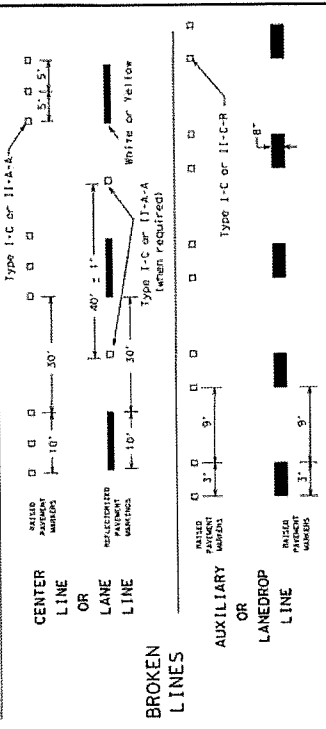 BROKEN
LINES
CENTER
LINE
OR
LANE
LINE
RAISED
PAVEMENT
MARKERS
Type I-C or II-A-A
5' 5'
10' 30'
REFLECTORIZED
PAVEMENT
MARKINGS
40' ± 1'
White or Yellow
10' 30'
Type I-C or II-A-A
(when required)
AUXILIARY
OR
LANEDROP
LINE
RAISED
PAVEMENT
MARKERS
3' 9'
Type I-C or II-C-R
8"
RAISED
PAVEMENT
MARKERS
3' 9'